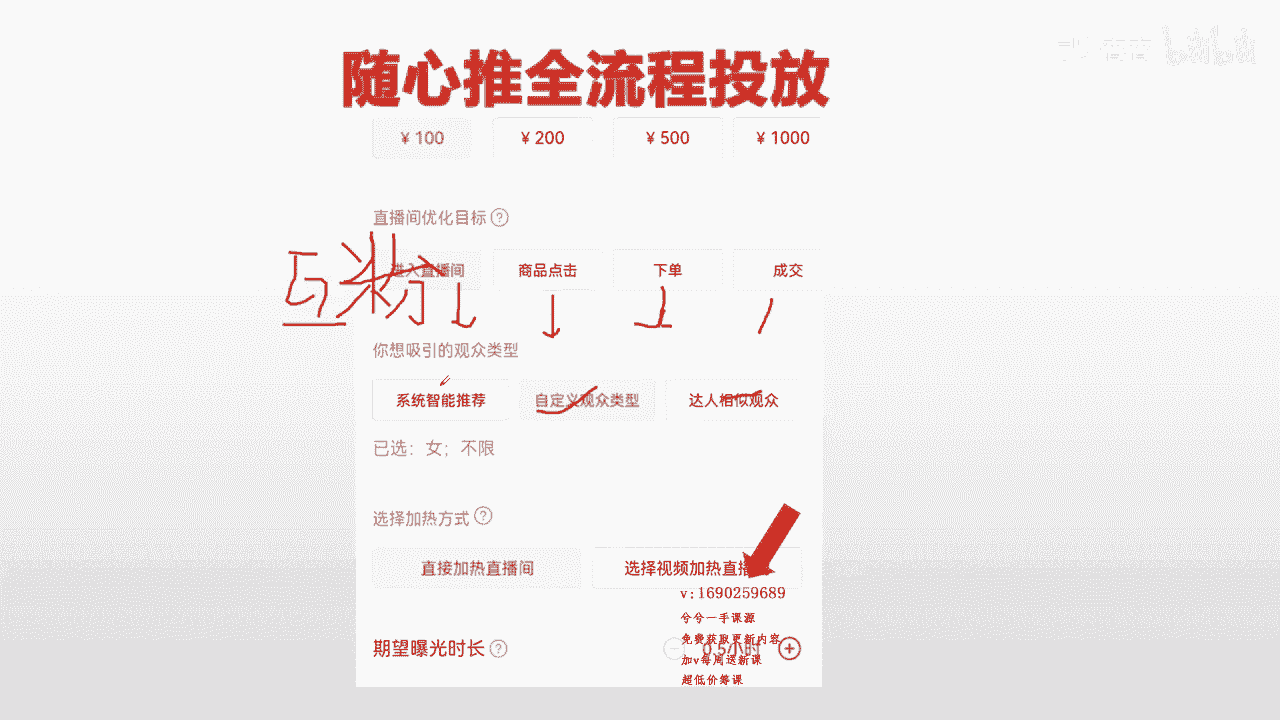 随心推全流程投放
¥ 100 ¥ 200 ¥ 500 ¥ 1000
直播间优化目标 ?
进入直播间 商品点击 下单 成交
互粉
你想吸引的观众类型
系统智能推荐 自定义观众类型 达人相似观众
已选：女；不限
选择加热方式 ?
直接加热直播间 选择视频加热直播
v:1690259689
兮兮一手课源
免费获取更新内容
期望曝光时长 ? 0.5小时
加v每周送新课
超低价筹课